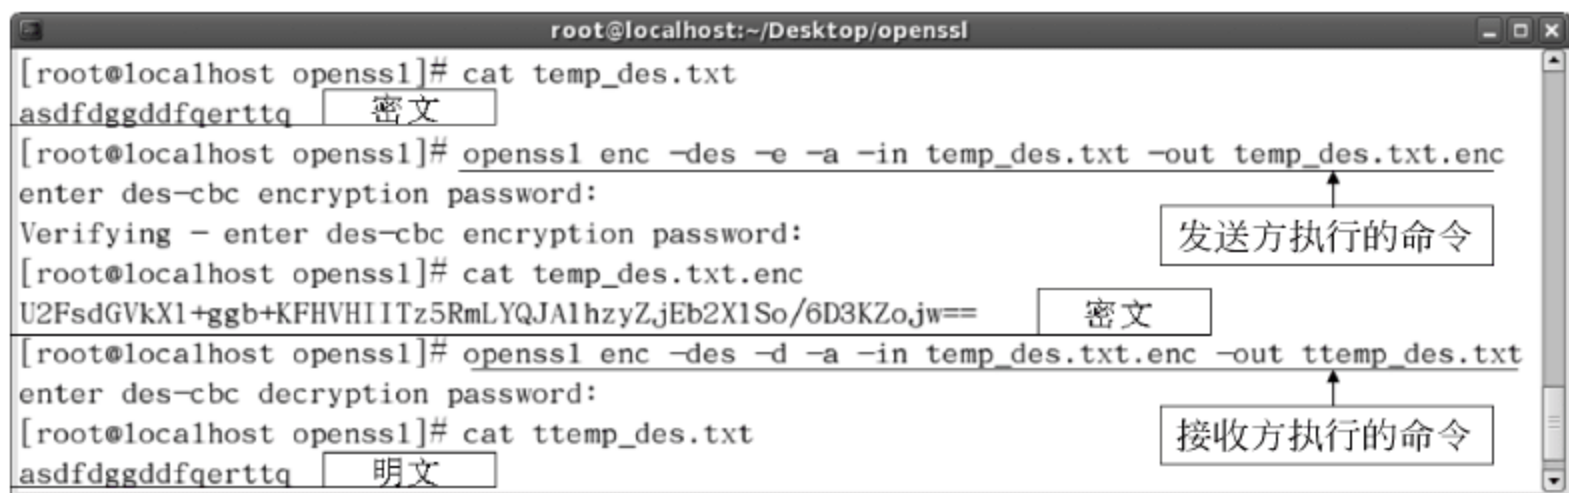 root@localhost:~/Desktop/openssl
[root@localhost openssl]# cat temp_des.txt
asdfdggddfqerttq 密文
[root@localhost openssl]# openssl enc -des -e -a -in temp_des.txt -out temp_des.txt.enc
enter des-cbc encryption password:
Verifying - enter des-cbc encryption password:
发送方执行的命令
[root@localhost openssl]# cat temp_des.txt.enc
U2FsdGVkX1+ggb+KFHVHIITz5RmLYQJAlhzyZjEb2X1So/6D3KZojw== 密文
[root@localhost openssl]# openssl enc -des -d -a -in temp_des.txt.enc -out ttemp_des.txt
enter des-cbc decryption password:
[root@localhost openssl]# cat ttemp_des.txt
接收方执行的命令
asdfdggddfqerttq 明文